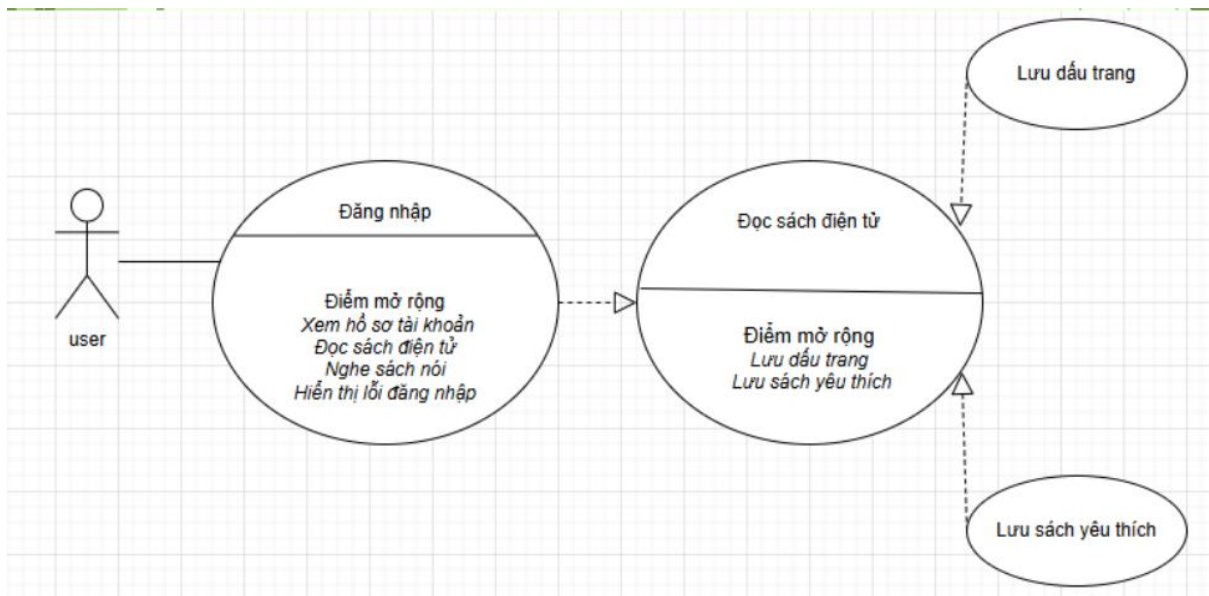 Lưu dấu trang
Đăng nhập
Điểm mở rộng
Xem hồ sơ tài khoản
Đọc sách điện tử
Nghe sách nói
Hiển thị lỗi đăng nhập
user
Đọc sách điện tử
Điểm mở rộng
Lưu dấu trang
Lưu sách yêu thích
Lưu sách yêu thích